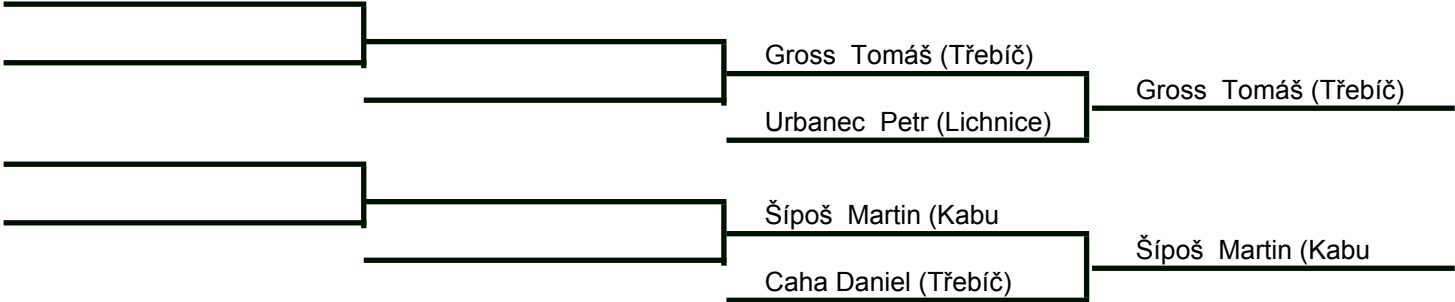 Gross  Tomáš (Třebíč)
Gross  Tomáš (Třebíč)
Urbanec  Petr (Lichnice)
Šípoš  Martin (Kabu
Šípoš  Martin (Kabu
Caha Daniel (Třebíč)